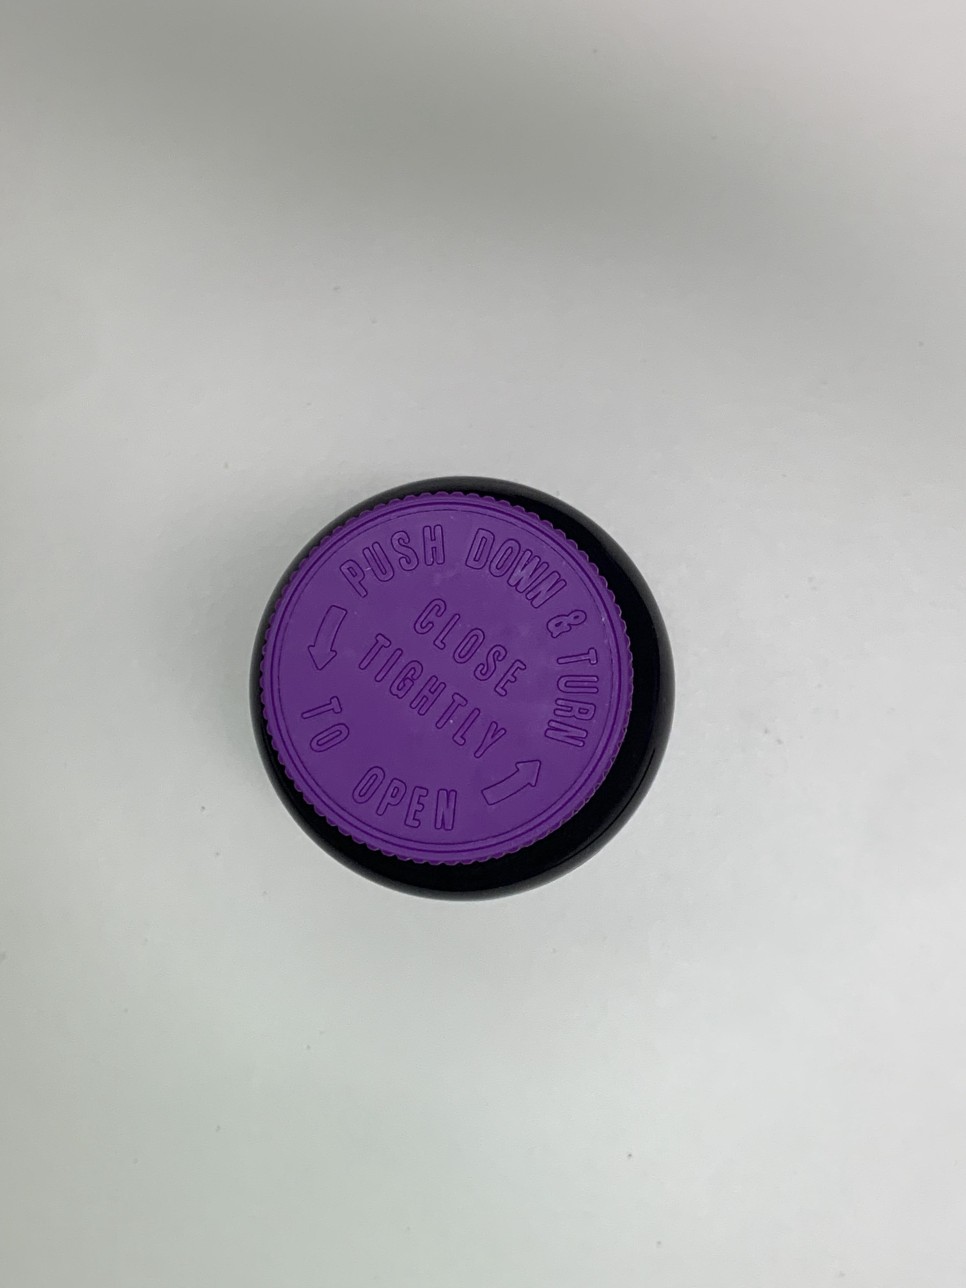 PUSH DOWN & TURN
TO OPEN
CLOSE
TIGHTLY